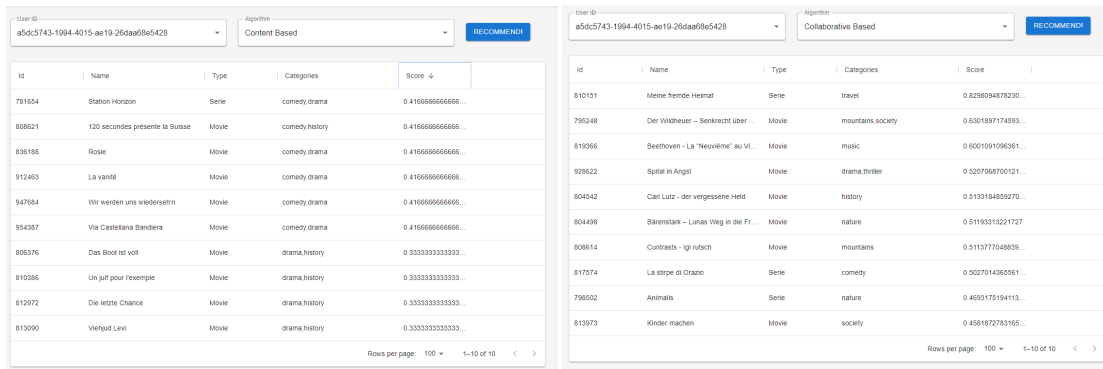 User ID Algorithm
a5dc5743-1994-4015-ae19-26daa68e5428 Content Based RECOMMEND!
Id Name Type Categories Score
781654 Station Horizon Serie comedy,drama 0.4166666666666...
808621 120 secondes présente la Suisse Movie comedy,history 0.4166666666666...
836188 Rosie Movie comedy,drama 0.4166666666666...
912463 La vanité Movie comedy,drama 0.4166666666666...
947684 Wir werden uns wiederseh'n Movie comedy,drama 0.4166666666666...
954387 Via Castellana Bandiera Movie comedy,drama 0.4166666666666...
806376 Das Boot ist voll Movie drama,history 0.3333333333333...
810386 Un juif pour l'exemple Movie drama,history 0.3333333333333...
812972 Die letzte Chance Movie drama,history 0.3333333333333...
813090 Viehjud Levi Movie drama,history 0.3333333333333...
Rows per page: 100 1–10 of 10
User ID Algorithm
a5dc5743-1994-4015-ae19-26daa68e5428 Collaborative Based RECOMMEND!
Id Name Type Categories Score
810151 Meine fremde Heimat Serie travel 0.8298094878230...
795248 Der Wildheuer – Senkrecht über ... Movie mountains,society 0.6301897174593...
819366 Beethoven - La "Neuvième" au Vi... Movie music 0.6001091096361...
928622 Spital in Angst Movie drama,thriller 0.5207068700121...
804542 Carl Lutz - der vergessene Held Movie history 0.5133184859270...
804498 Bärenstark – Lunas Weg in die Fr... Movie nature 0.51193313221727
808614 Cuntrasts - Igl rutsch Movie mountains 0.5113777048839...
817574 La stirpe di Orazio Serie comedy 0.5027014365561...
798502 Animalis Serie nature 0.4693175194113...
813973 Kinder machen Movie society 0.4581872783165...
Rows per page: 100 1–10 of 10